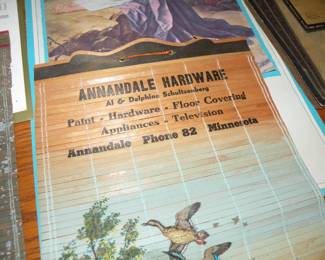 ANNANDALE HARDWARE
Al & Delphine Schultzenberg
Paint - Hardware - Floor Covering
Appliances - Television
Annandale Phone 82 Minnesota